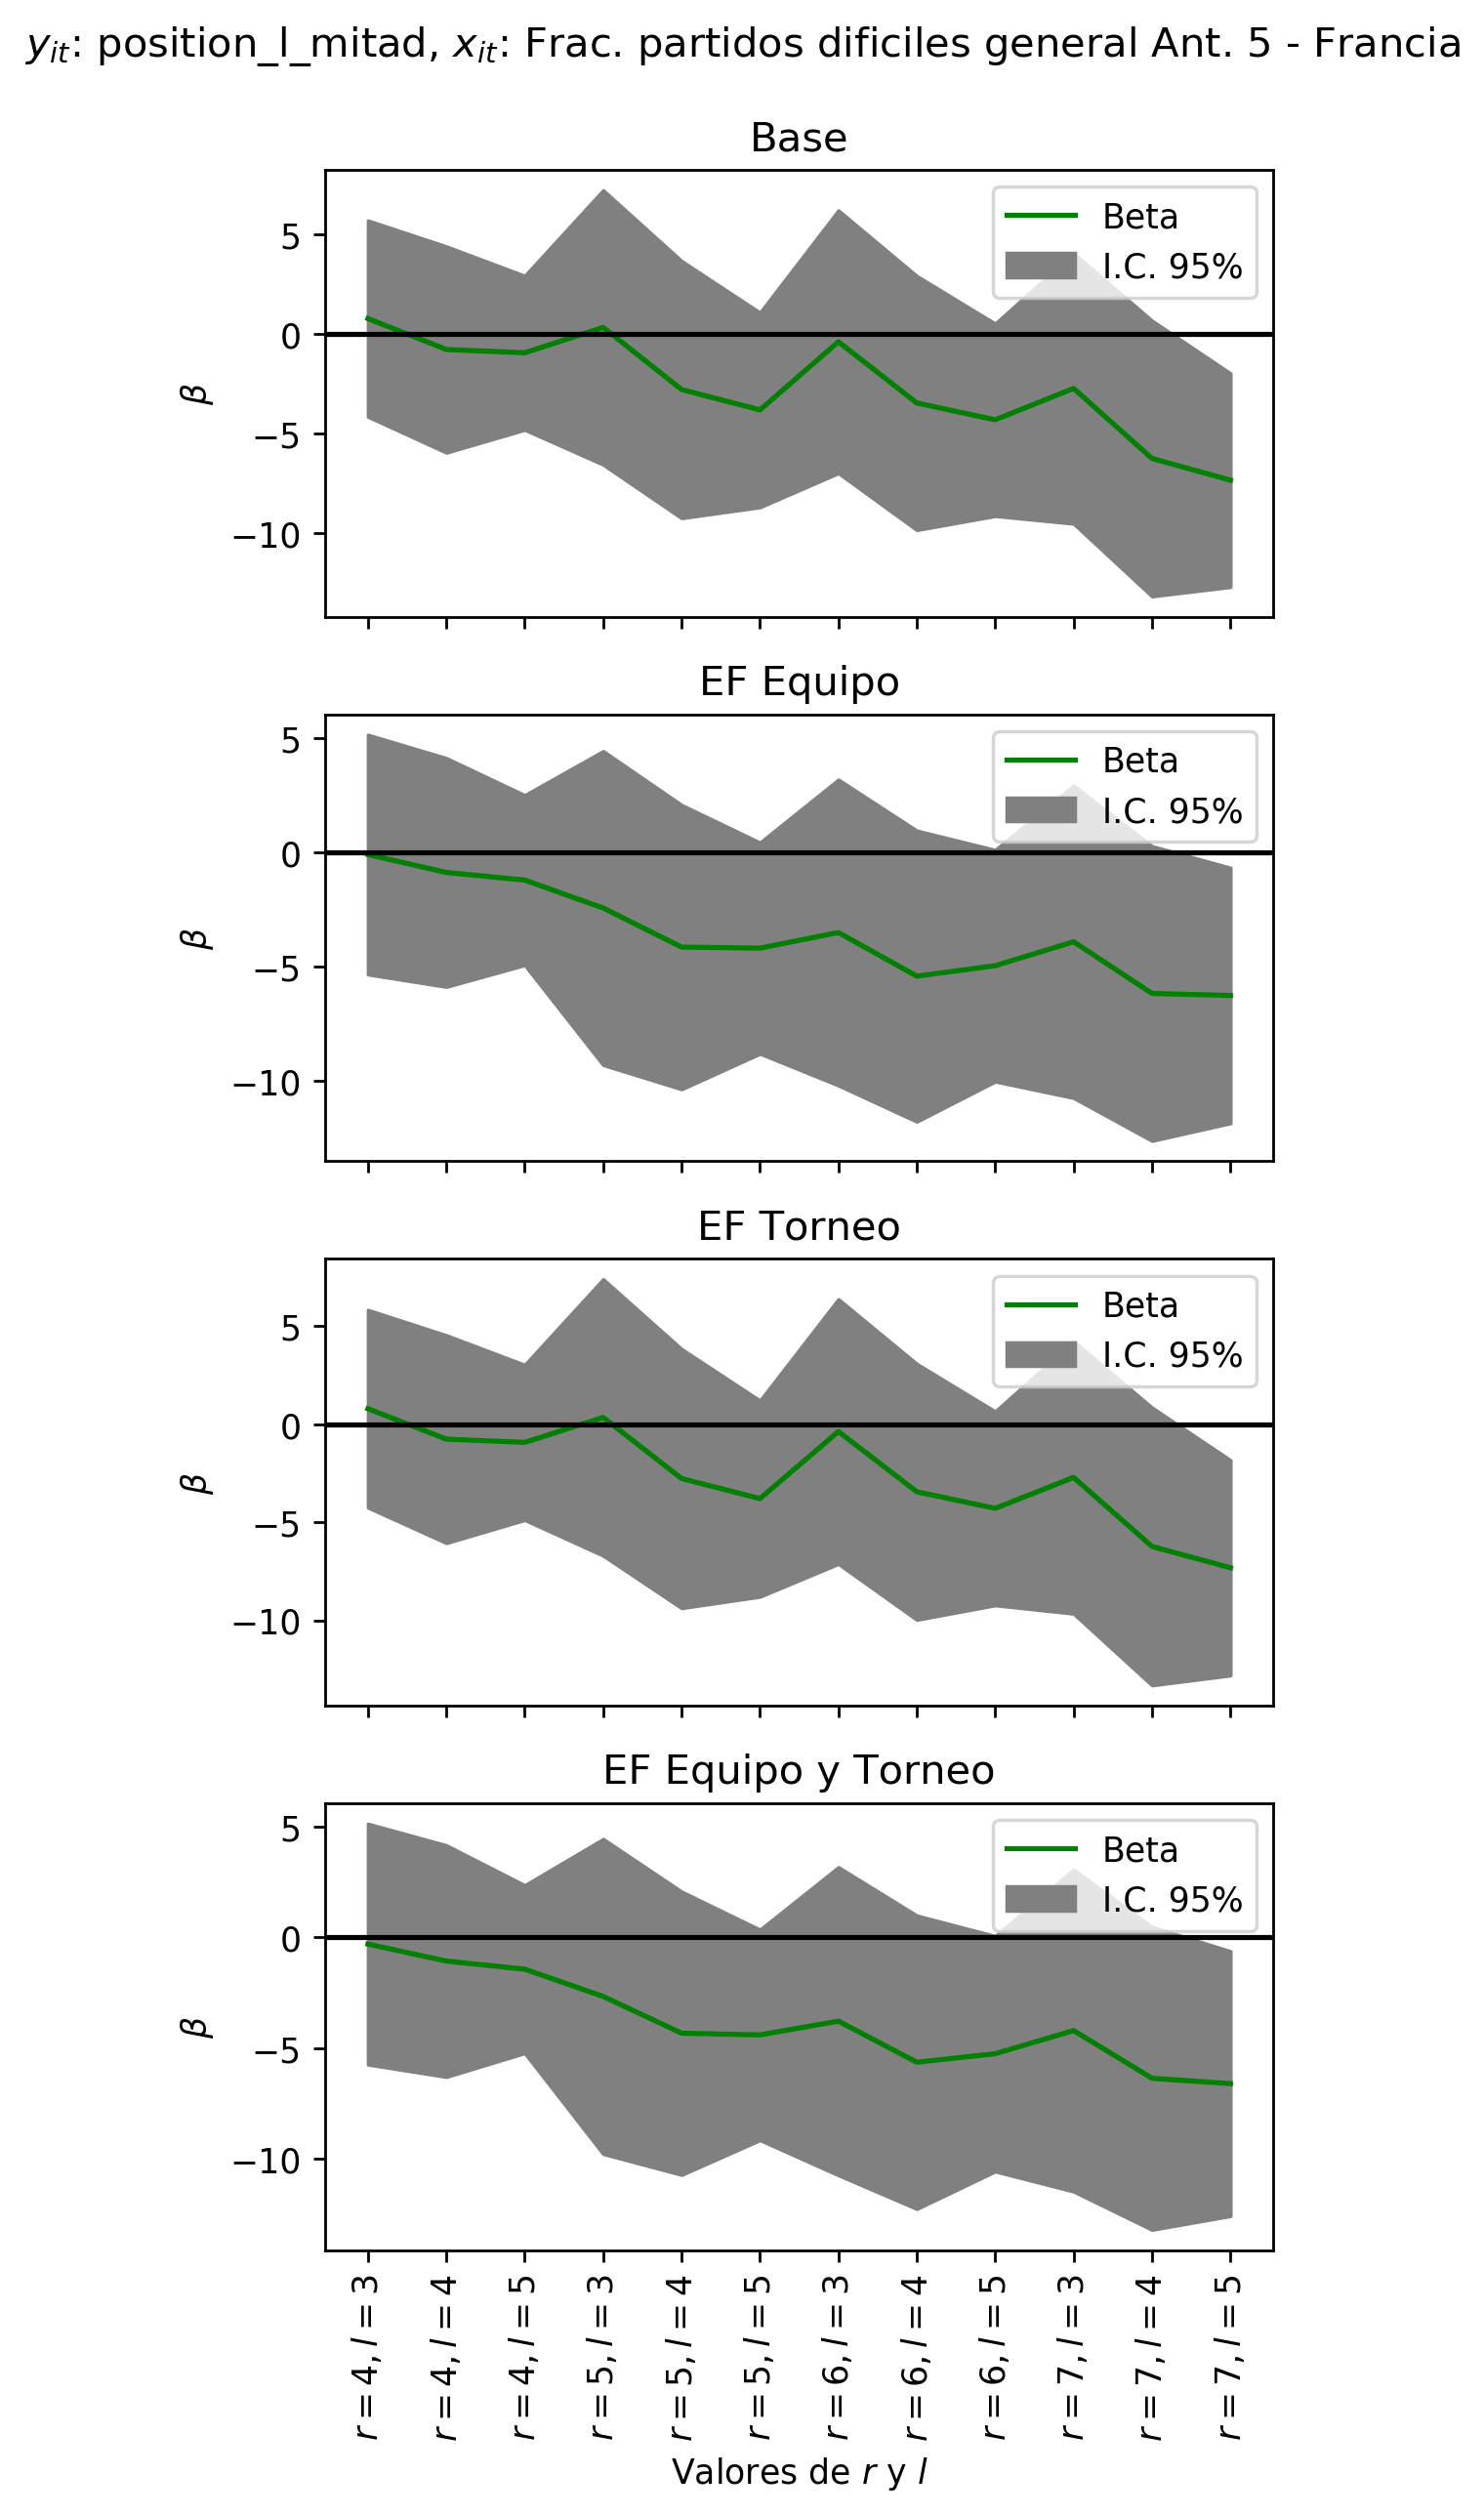 y_it: position_l_mitad, x_it: Frac. partidos dificiles general Ant. 5 - Francia
Base
Beta
I.C. 95%
5
0
−5
−10
β
EF Equipo
Beta
I.C. 95%
5
0
−5
−10
β
EF Torneo
Beta
I.C. 95%
5
0
−5
−10
β
EF Equipo y Torneo
Beta
I.C. 95%
5
0
−5
−10
β
r = 4, l = 3
r = 4, l = 4
r = 4, l = 5
r = 5, l = 3
r = 5, l = 4
r = 5, l = 5
r = 6, l = 3
r = 6, l = 4
r = 6, l = 5
r = 7, l = 3
r = 7, l = 4
r = 7, l = 5
Valores de r y l